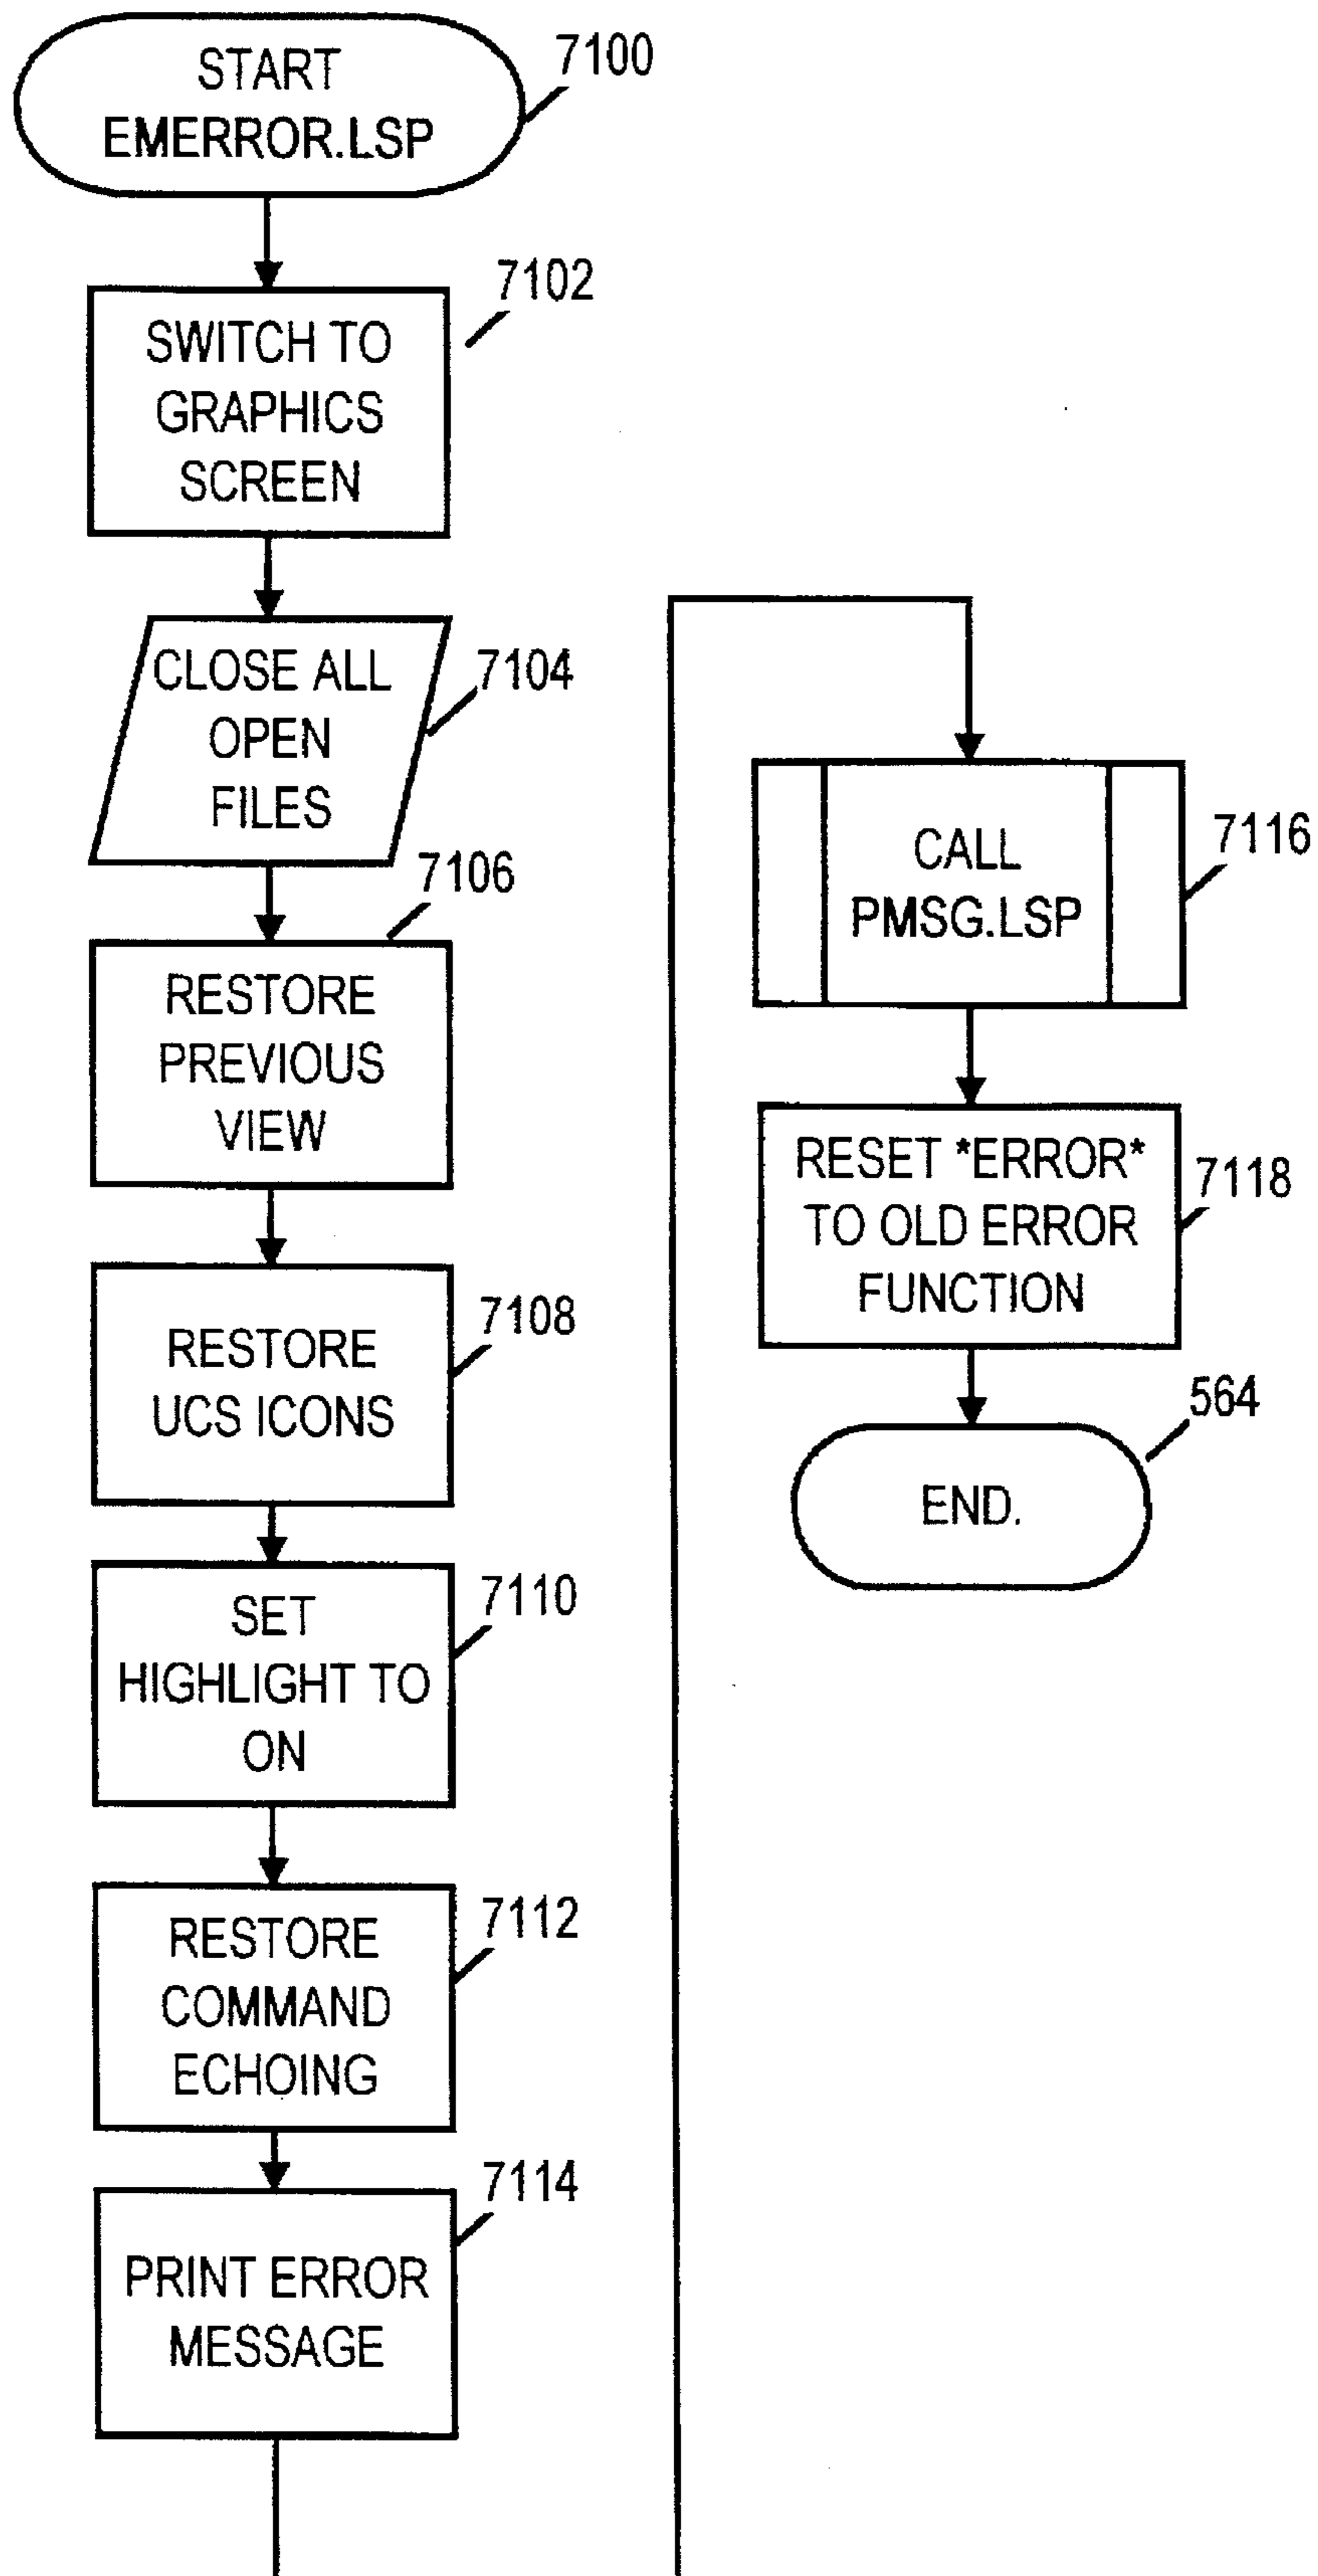 START
EMERROR.LSP
7100
7102
SWITCH TO
GRAPHICS
SCREEN
7104
CLOSE ALL
OPEN
FILES
7106
RESTORE
PREVIOUS
VIEW
7108
RESTORE
UCS ICONS
7110
SET
HIGHLIGHT TO
ON
7112
RESTORE
COMMAND
ECHOING
7114
PRINT ERROR
MESSAGE
7116
CALL
PMSG.LSP
7118
RESET *ERROR*
TO OLD ERROR
FUNCTION
564
END.